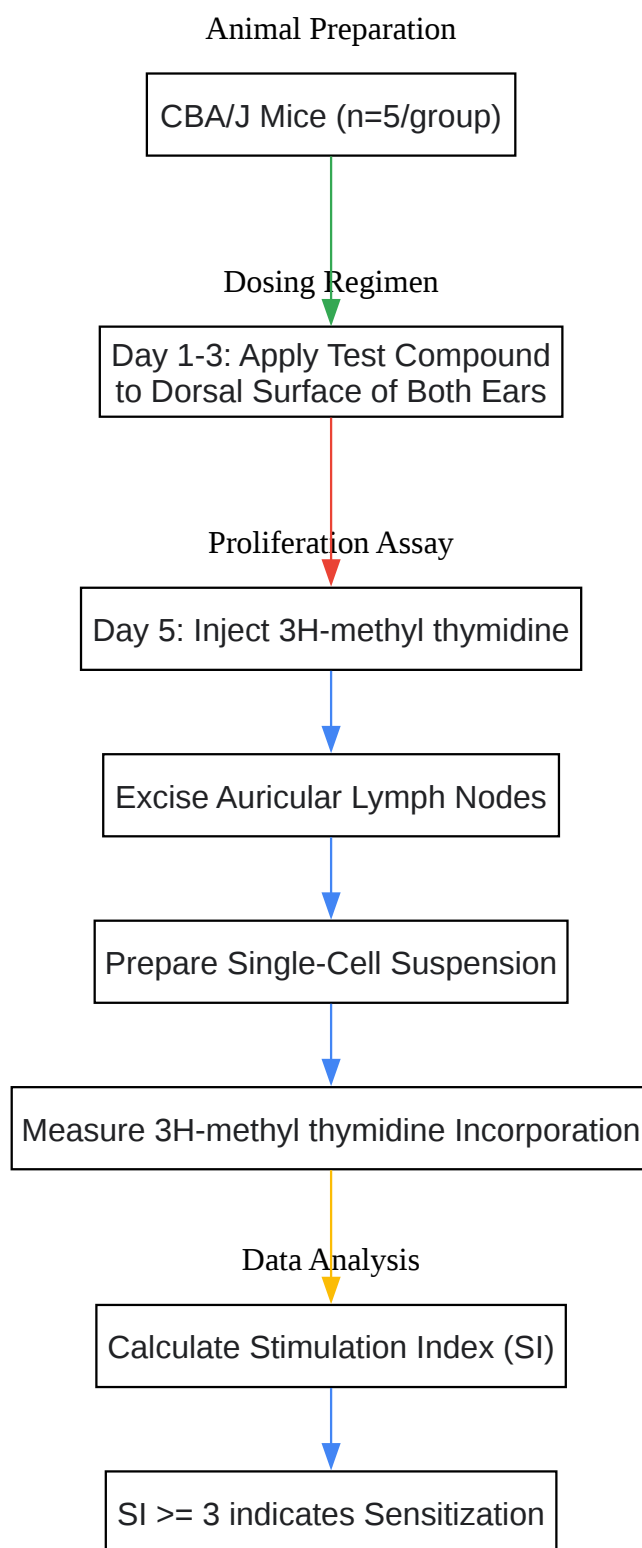 Animal Preparation
CBA/J Mice (n=5/group)
Dosing Regimen
Day 1-3: Apply Test Compound
to Dorsal Surface of Both Ears
Proliferation Assay
Day 5: Inject 3H-methyl thymidine
Excise Auricular Lymph Nodes
Prepare Single-Cell Suspension
Measure 3H-methyl thymidine Incorporation
Data Analysis
Calculate Stimulation Index (SI)
SI >= 3 indicates Sensitization